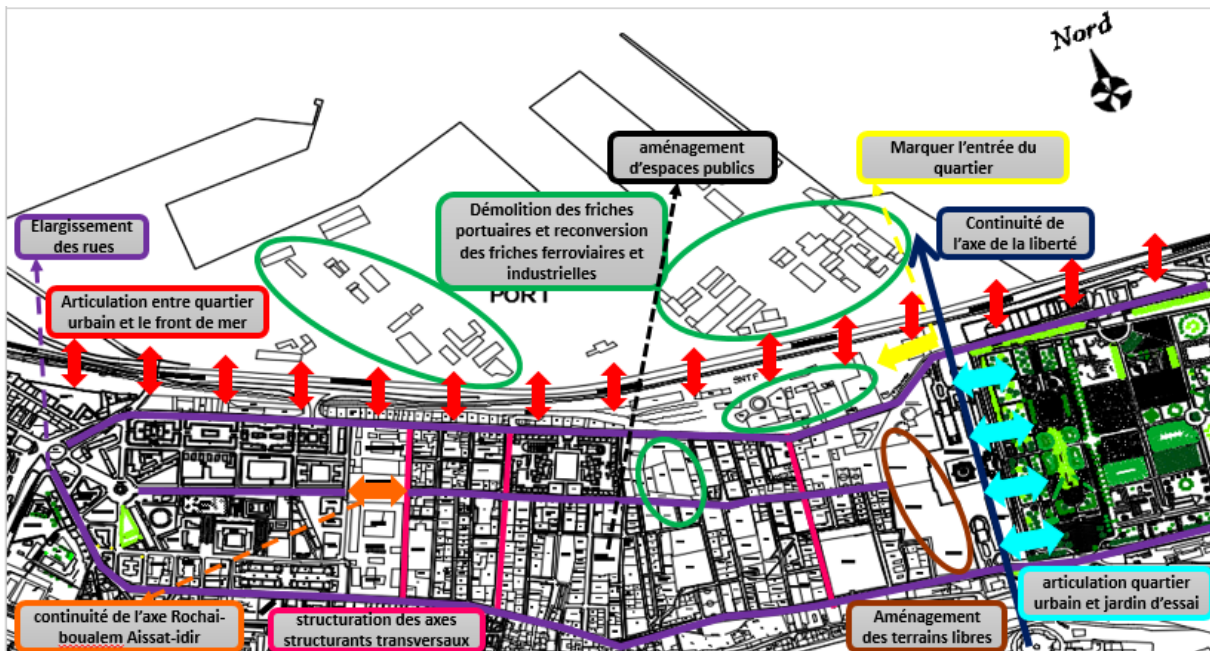 Nord
aménagement
d'espaces publics
Marquer l'entrée du
quartier
Démolition des friches
portuaires et reconversion
des friches ferroviaires et
industrielles
Continuité de
l'axe de la liberté
Elargissement
des rues
Articulation entre quartier
urbain et le front de mer
PORT
SNTF
continuité de l'axe Rochai-
boualem Aissat-idir
structuration des axes
structurants transversaux
Aménagement
des terrains libres
articulation quartier
urbain et jardin d'essai